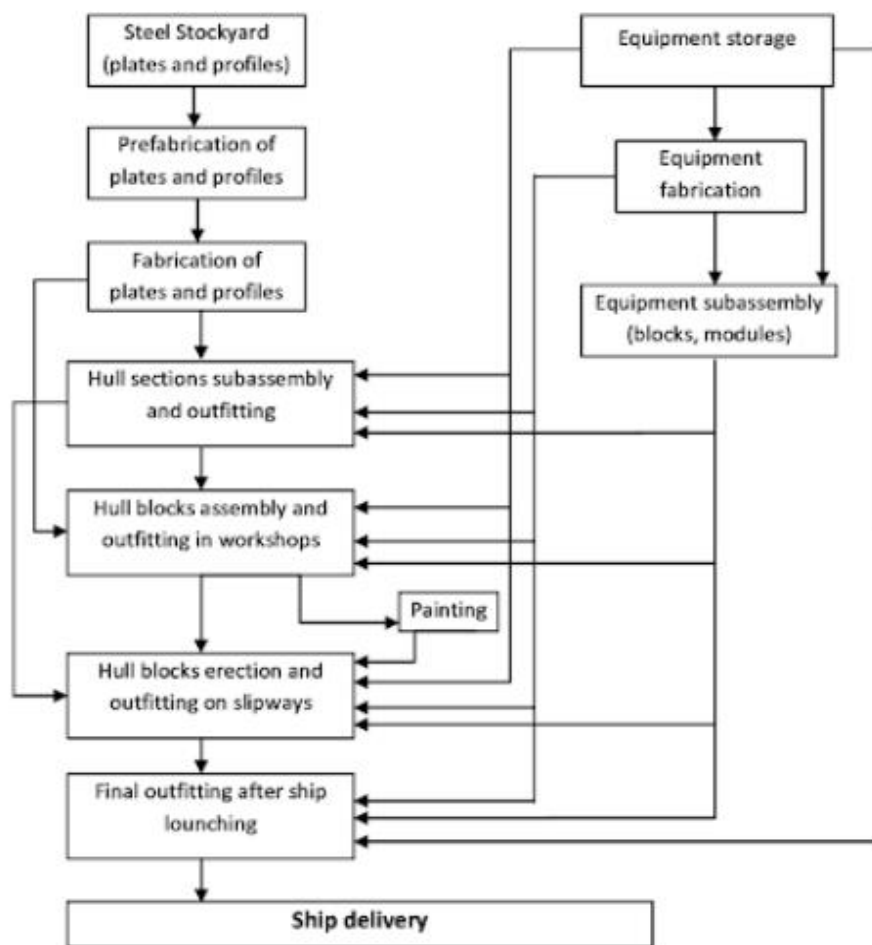 Steel Stockyard
(plates and profiles)
Equipment storage
Prefabrication of
plates and profiles
Equipment
fabrication
Fabrication of
plates and profiles
Equipment subassembly
(blocks, modules)
Hull sections subassembly
and outfitting
Hull blocks assembly and
outfitting in workshops
Painting
Hull blocks erection and
outfitting on slipways
Final outfitting after ship
lounching
Ship delivery